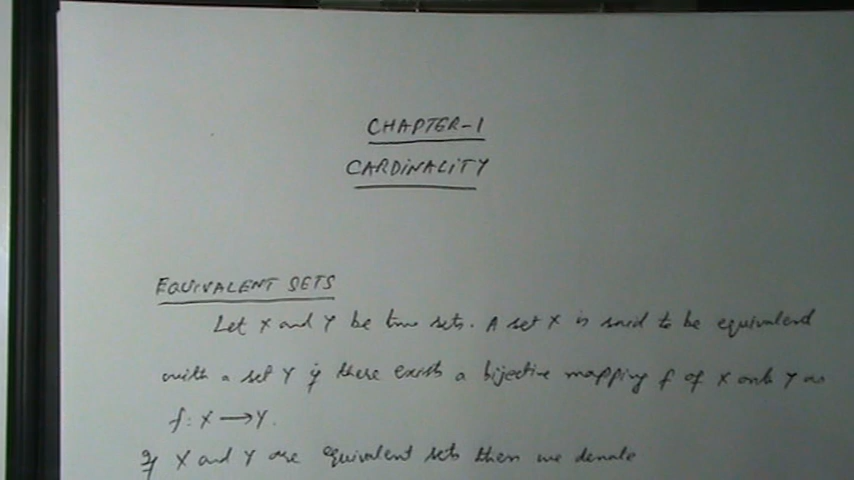 CHAPTER-1
CARDINALITY
EQUIVALENT SETS
Let X and Y be two sets. A set X is said to be equivalent
with a set Y if there exists a bijective mapping f of X onto Y as
f: X → Y.
If X and Y are equivalent sets then we denote